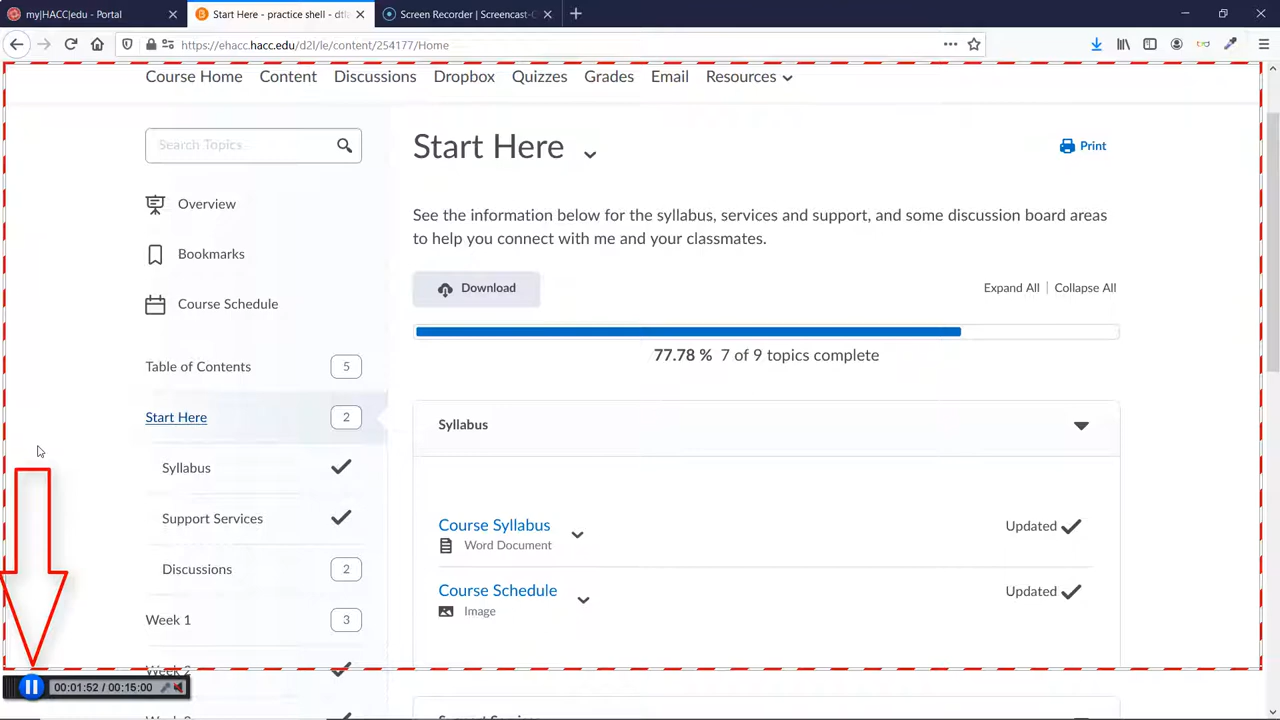 my|HACC|edu - Portal
Start Here - practice shell - dtle
Screen Recorder | Screencast-O
https://ehacc.hacc.edu/d2l/le/content/254177/Home
Course Home Content Discussions Dropbox Quizzes Grades Email Resources
Search Topics
Overview
Bookmarks
Course Schedule
Table of Contents 5
Start Here 2
Syllabus
Support Services
Discussions 2
Week 1 3
Start Here
Print
See the information below for the syllabus, services and support, and some discussion board areas
to help you connect with me and your classmates.
Download
Expand All | Collapse All
77.78 % 7 of 9 topics complete
Syllabus
Course Syllabus
Word Document
Updated
Course Schedule
Image
Updated
00:01:52 / 00:15:00